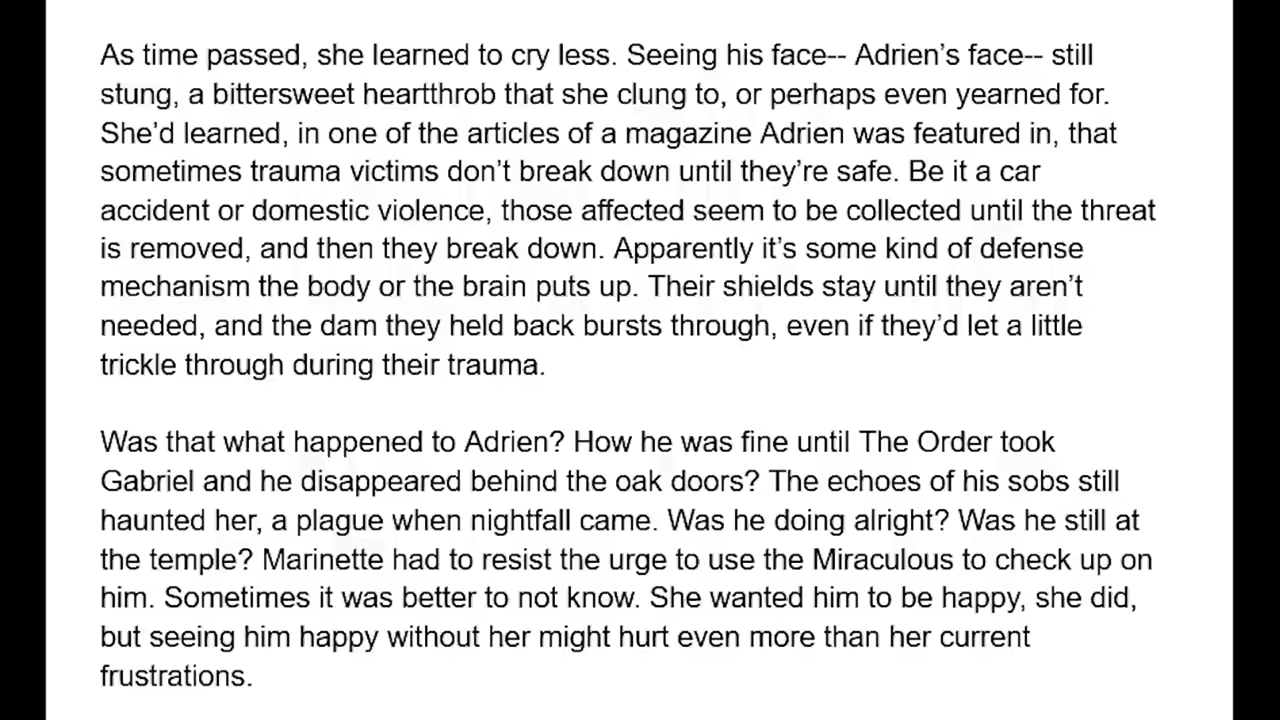 As time passed, she learned to cry less. Seeing his face-- Adrien’s face-- still
stung, a bittersweet heartthrob that she clung to, or perhaps even yearned for.
She’d learned, in one of the articles of a magazine Adrien was featured in, that
sometimes trauma victims don’t break down until they’re safe. Be it a car
accident or domestic violence, those affected seem to be collected until the threat
is removed, and then they break down. Apparently it’s some kind of defense
mechanism the body or the brain puts up. Their shields stay until they aren’t
needed, and the dam they held back bursts through, even if they’d let a little
trickle through during their trauma.
Was that what happened to Adrien? How he was fine until The Order took
Gabriel and he disappeared behind the oak doors? The echoes of his sobs still
haunted her, a plague when nightfall came. Was he doing alright? Was he still at
the temple? Marinette had to resist the urge to use the Miraculous to check up on
him. Sometimes it was better to not know. She wanted him to be happy, she did,
but seeing him happy without her might hurt even more than her current
frustrations.